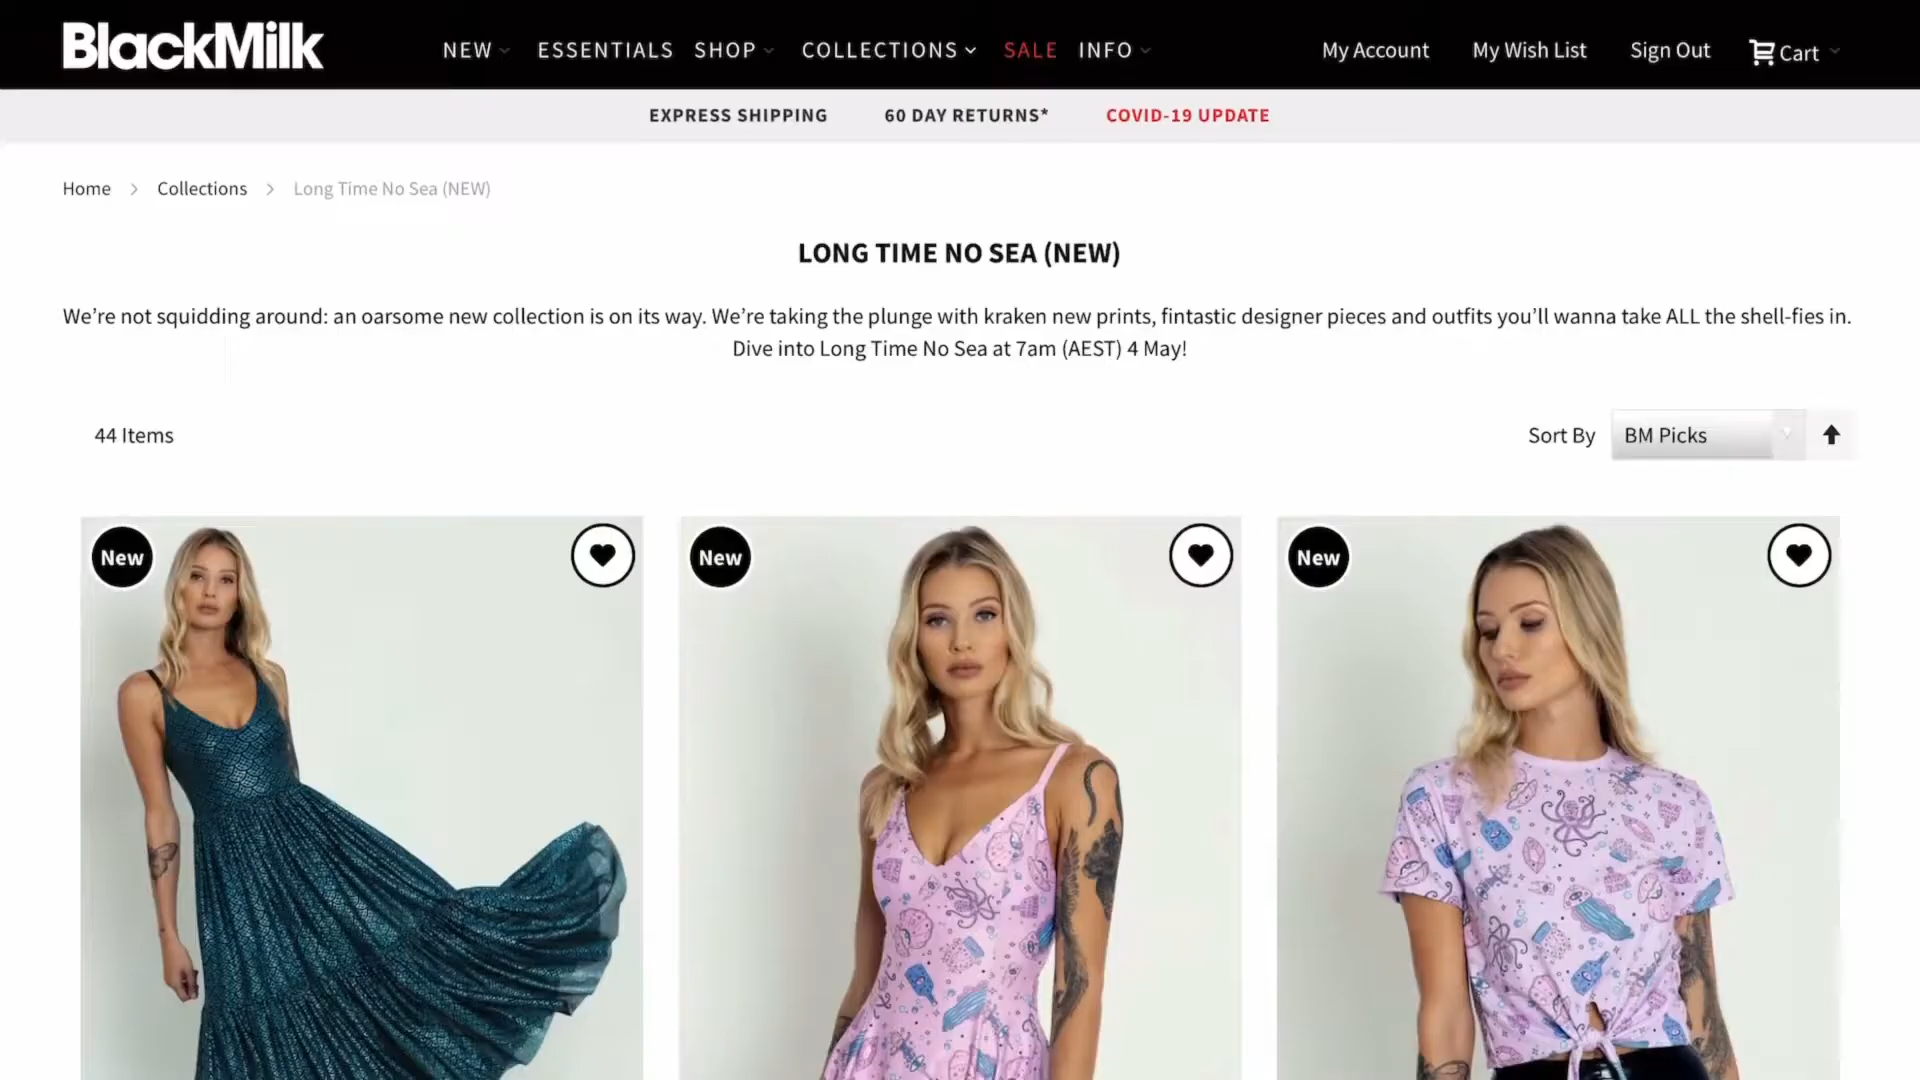 BlackMilk
NEW ESSENTIALS SHOP COLLECTIONS SALE INFO
My Account My Wish List Sign Out Cart
EXPRESS SHIPPING 60 DAY RETURNS* COVID-19 UPDATE
Home > Collections > Long Time No Sea (NEW)
LONG TIME NO SEA (NEW)
We’re not squidding around: an oarsome new collection is on its way. We’re taking the plunge with kraken new prints, fintastic designer pieces and outfits you’ll wanna take ALL the shell-fies in.
Dive into Long Time No Sea at 7am (AEST) 4 May!
44 Items
Sort By BM Picks
New
New
New